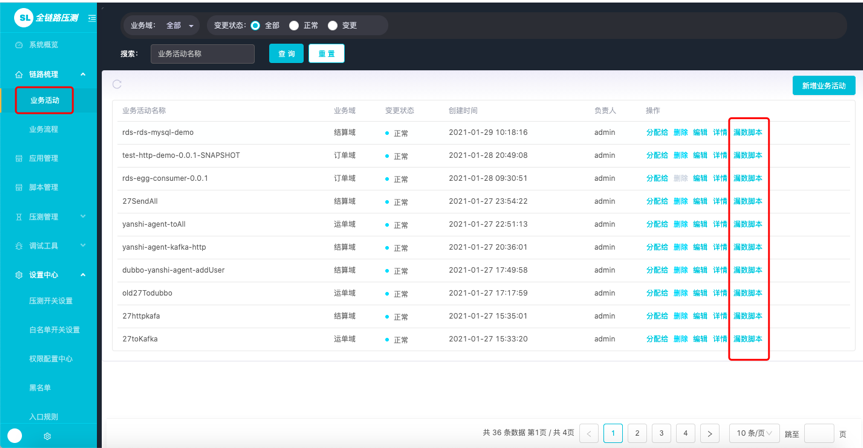 SL 全链路压测
系统概览
链路梳理
业务活动
业务流程
应用管理
脚本管理
压测管理
调试工具
设置中心
压测开关设置
白名单开关设置
权限配置中心
黑名单
入口规则
业务域： 全部 变更状态： 全部 正常 变更
搜索： 业务活动名称 查 询 重 置
新增业务活动
业务活动名称 业务域 变更状态 创建时间 负责人 操作
rds-rds-mysql-demo 结算域 正常 2021-01-29 10:18:16 admin 分配给 删除 编辑 详情 漏数脚本
test-http-demo-0.0.1-SNAPSHOT 订单域 正常 2021-01-28 20:49:08 admin 分配给 删除 编辑 详情 漏数脚本
rds-egg-consumer-0.0.1 订单域 正常 2021-01-28 09:30:51 admin 分配给 删除 编辑 详情 漏数脚本
27SendAll 结算域 正常 2021-01-27 23:54:22 admin 分配给 删除 编辑 详情 漏数脚本
yanshi-agent-toAll 运单域 正常 2021-01-27 22:51:13 admin 分配给 删除 编辑 详情 漏数脚本
yanshi-agent-kafka-http 运单域 正常 2021-01-27 20:36:01 admin 分配给 删除 编辑 详情 漏数脚本
dubbo-yanshi-agent-addUser 结算域 正常 2021-01-27 17:49:58 admin 分配给 删除 编辑 详情 漏数脚本
old27Todubbo 运单域 正常 2021-01-27 17:17:59 admin 分配给 删除 编辑 详情 漏数脚本
27httpkafa 结算域 正常 2021-01-27 15:35:01 admin 分配给 删除 编辑 详情 漏数脚本
27toKafka 运单域 正常 2021-01-27 15:33:20 admin 分配给 删除 编辑 详情 漏数脚本
共 36 条数据 第1页 / 共 4页 1 2 3 4 10 条/页 跳至 页